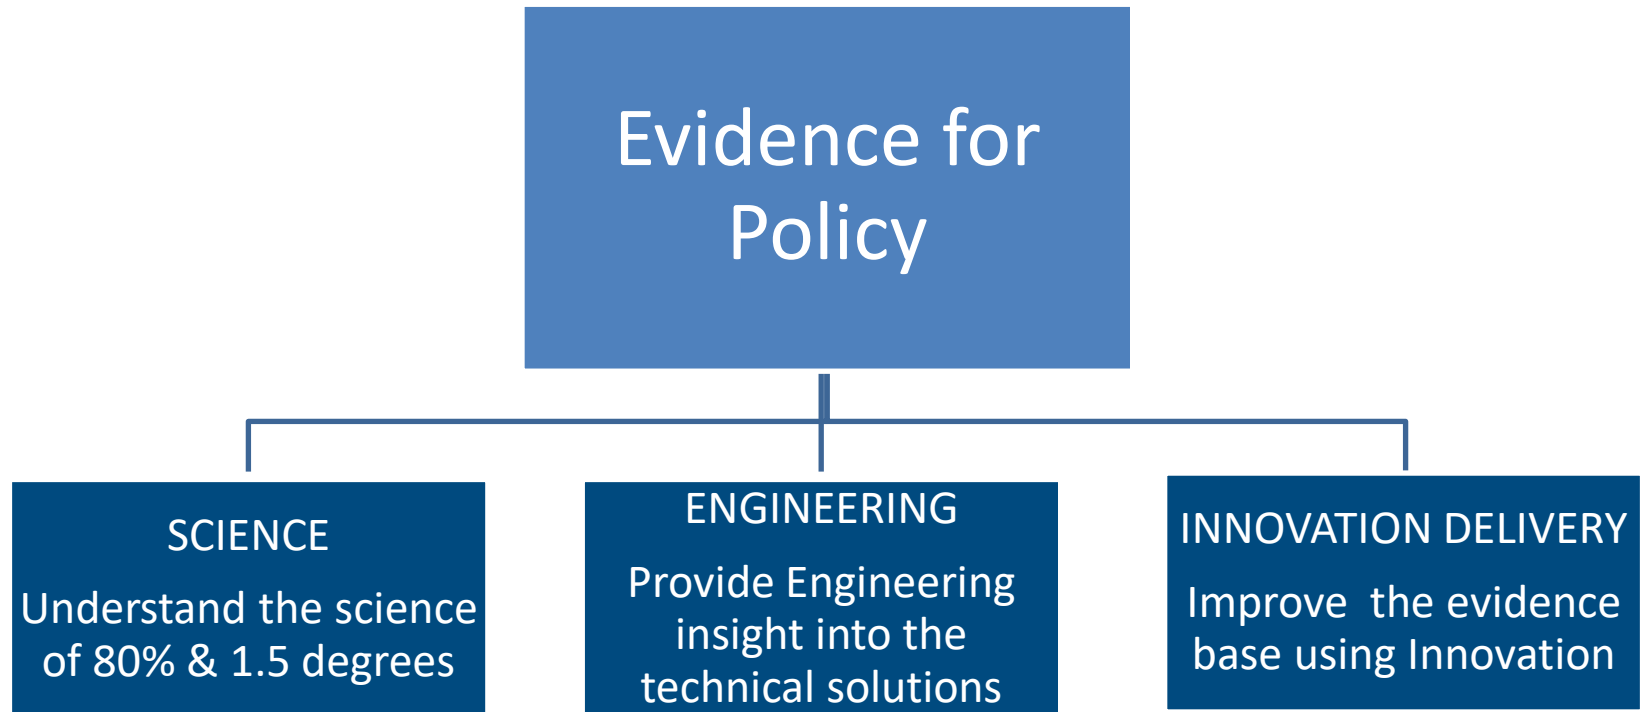 Evidence for
Policy
SCIENCE
Understand the science
of 80% & 1.5 degrees
ENGINEERING
Provide Engineering
insight into the
technical solutions
INNOVATION DELIVERY
Improve  the evidence
base using Innovation